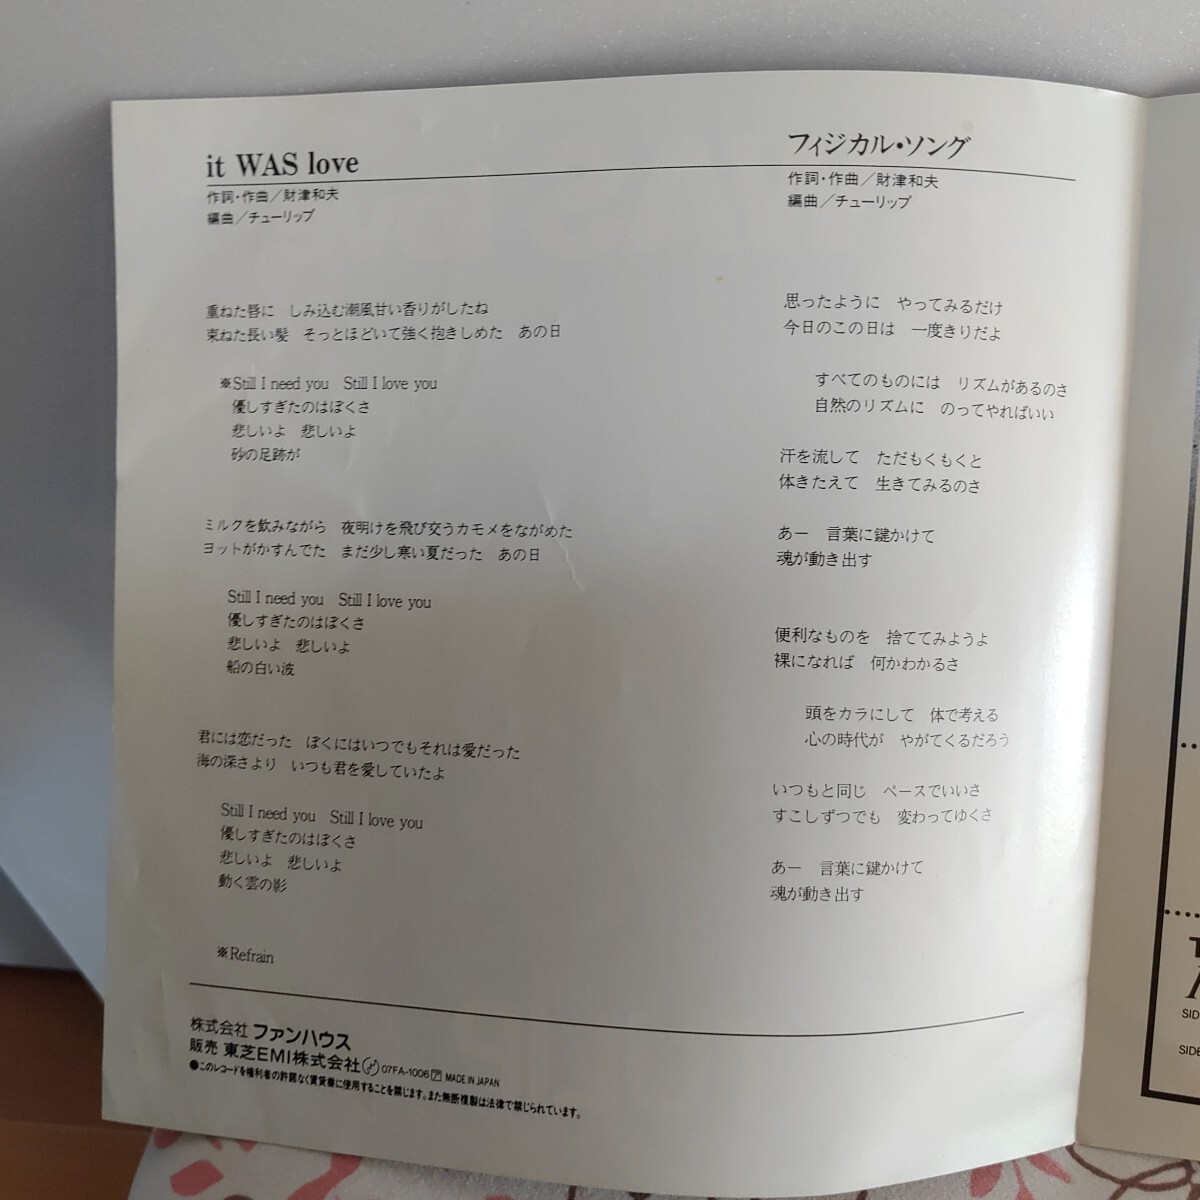 it WAS love
作詞・作曲／財津和夫
編曲／チューリップ
重ねた唇に　しみ込む潮風甘い香りがしたね
束ねた長い髪　そっとほどいて強く抱きしめた　あの日
※Still I need you　Still I love you
優しすぎたのはぼくさ
悲しいよ　悲しいよ
砂の足跡が
ミルクを飲みながら　夜明けを飛び交うカモメをながめた
ヨットがかすんでた　まだ少し寒い夏だった　あの日
Still I need you　Still I love you
優しすぎたのはぼくさ
悲しいよ　悲しいよ
船の白い波
君には恋だった　ぼくにはいつでもそれは愛だった
海の深さより　いつも君を愛していたよ
Still I need you　Still I love you
優しすぎたのはぼくさ
悲しいよ　悲しいよ
動く雲の影
※Refrain
フィジカル・ソング
作詞・作曲／財津和夫
編曲／チューリップ
思ったように　やってみるだけ
今日のこの日は　一度きりだよ
すべてのものには　リズムがあるのさ
自然のリズムに　のってやればいい
汗を流して　ただもくもくと
体きたえて　生きてみるのさ
あー　言葉に鍵かけて
魂が動き出す
便利なものを　捨ててみようよ
裸になれば　何かわかるさ
頭をカラにして　体で考える
心の時代が　やがてくるだろう
いつもと同じ　ペースでいいさ
すこしずつでも　変わってゆくさ
あー　言葉に鍵かけて
魂が動き出す
株式会社 ファンハウス
販売 東芝EMI株式会社 07FA-1006 ア MADE IN JAPAN
●このレコードを権利者の許諾なく賃貸業に使用することを禁じます。また無断複製は法律で禁じられています。
SID
SIDE